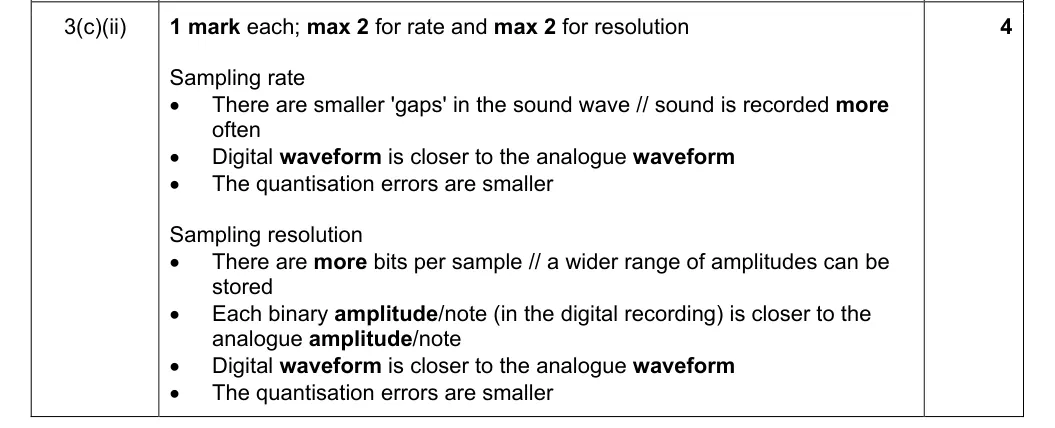 3(c)(ii) 1 mark each; max 2 for rate and max 2 for resolution 4
Sampling rate
• There are smaller 'gaps' in the sound wave // sound is recorded more
often
• Digital waveform is closer to the analogue waveform
• The quantisation errors are smaller
Sampling resolution
• There are more bits per sample // a wider range of amplitudes can be
stored
• Each binary amplitude/note (in the digital recording) is closer to the
analogue amplitude/note
• Digital waveform is closer to the analogue waveform
• The quantisation errors are smaller